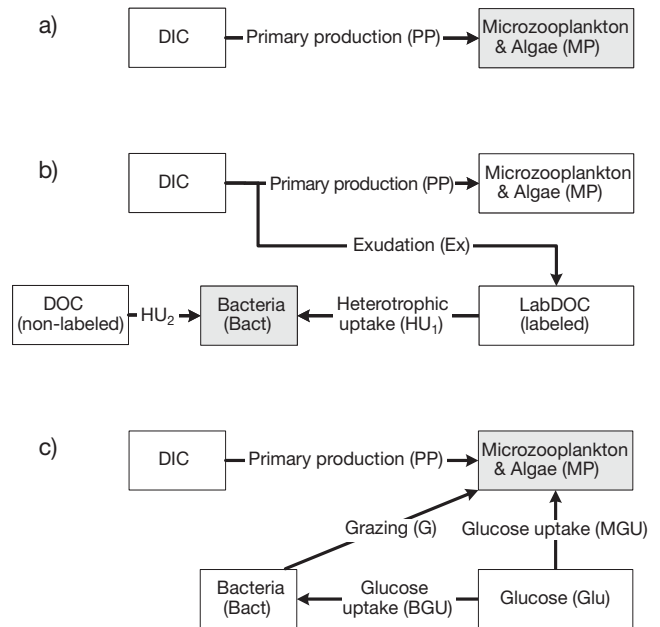 a)
DIC
Primary production (PP)
Microzooplankton
& Algae (MP)
b)
DIC
Primary production (PP)
Microzooplankton
& Algae (MP)
Exudation (Ex)
DOC
(non-labeled)
HU₂
Bacteria
(Bact)
Heterotrophic
uptake (HU₁)
LabDOC
(labeled)
c)
DIC
Primary production (PP)
Microzooplankton
& Algae (MP)
Grazing (G)
Glucose uptake (MGU)
Bacteria
(Bact)
Glucose
uptake (BGU)
Glucose (Glu)